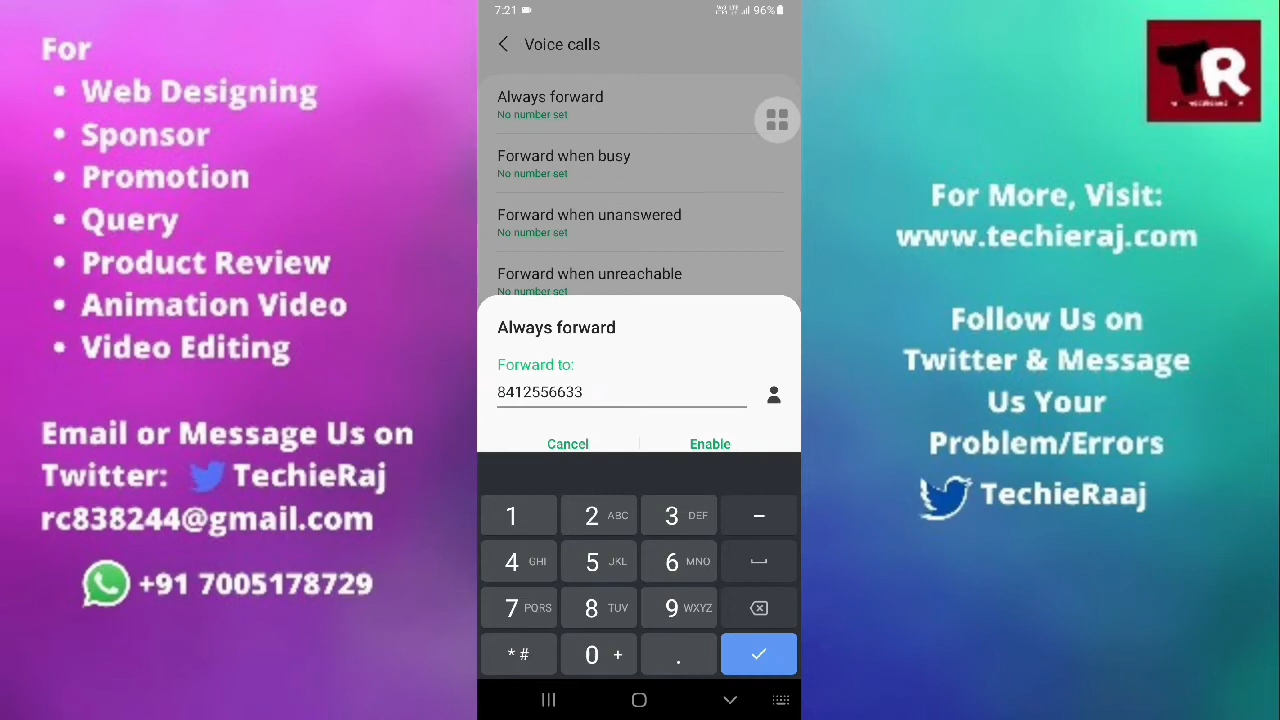 For
• Web Designing
• Sponsor
• Promotion
• Query
• Product Review
• Animation Video
• Video Editing
Email or Message Us on
Twitter: TechieRaj
rc838244@gmail.com
+91 7005178729
7:21
96%
Voice calls
Always forward
No number set
Forward when busy
No number set
Forward when unanswered
No number set
Forward when unreachable
No number set
Always forward
Forward to:
8412556633
Cancel
Enable
1
2 ABC
3 DEF
–
4 GHI
5 JKL
6 MNO
7 PQRS
8 TUV
9 WXYZ
* #
0 +
.
TR
For More, Visit:
www.techieraj.com
Follow Us on
Twitter & Message
Us Your
Problem/Errors
TechieRaaj